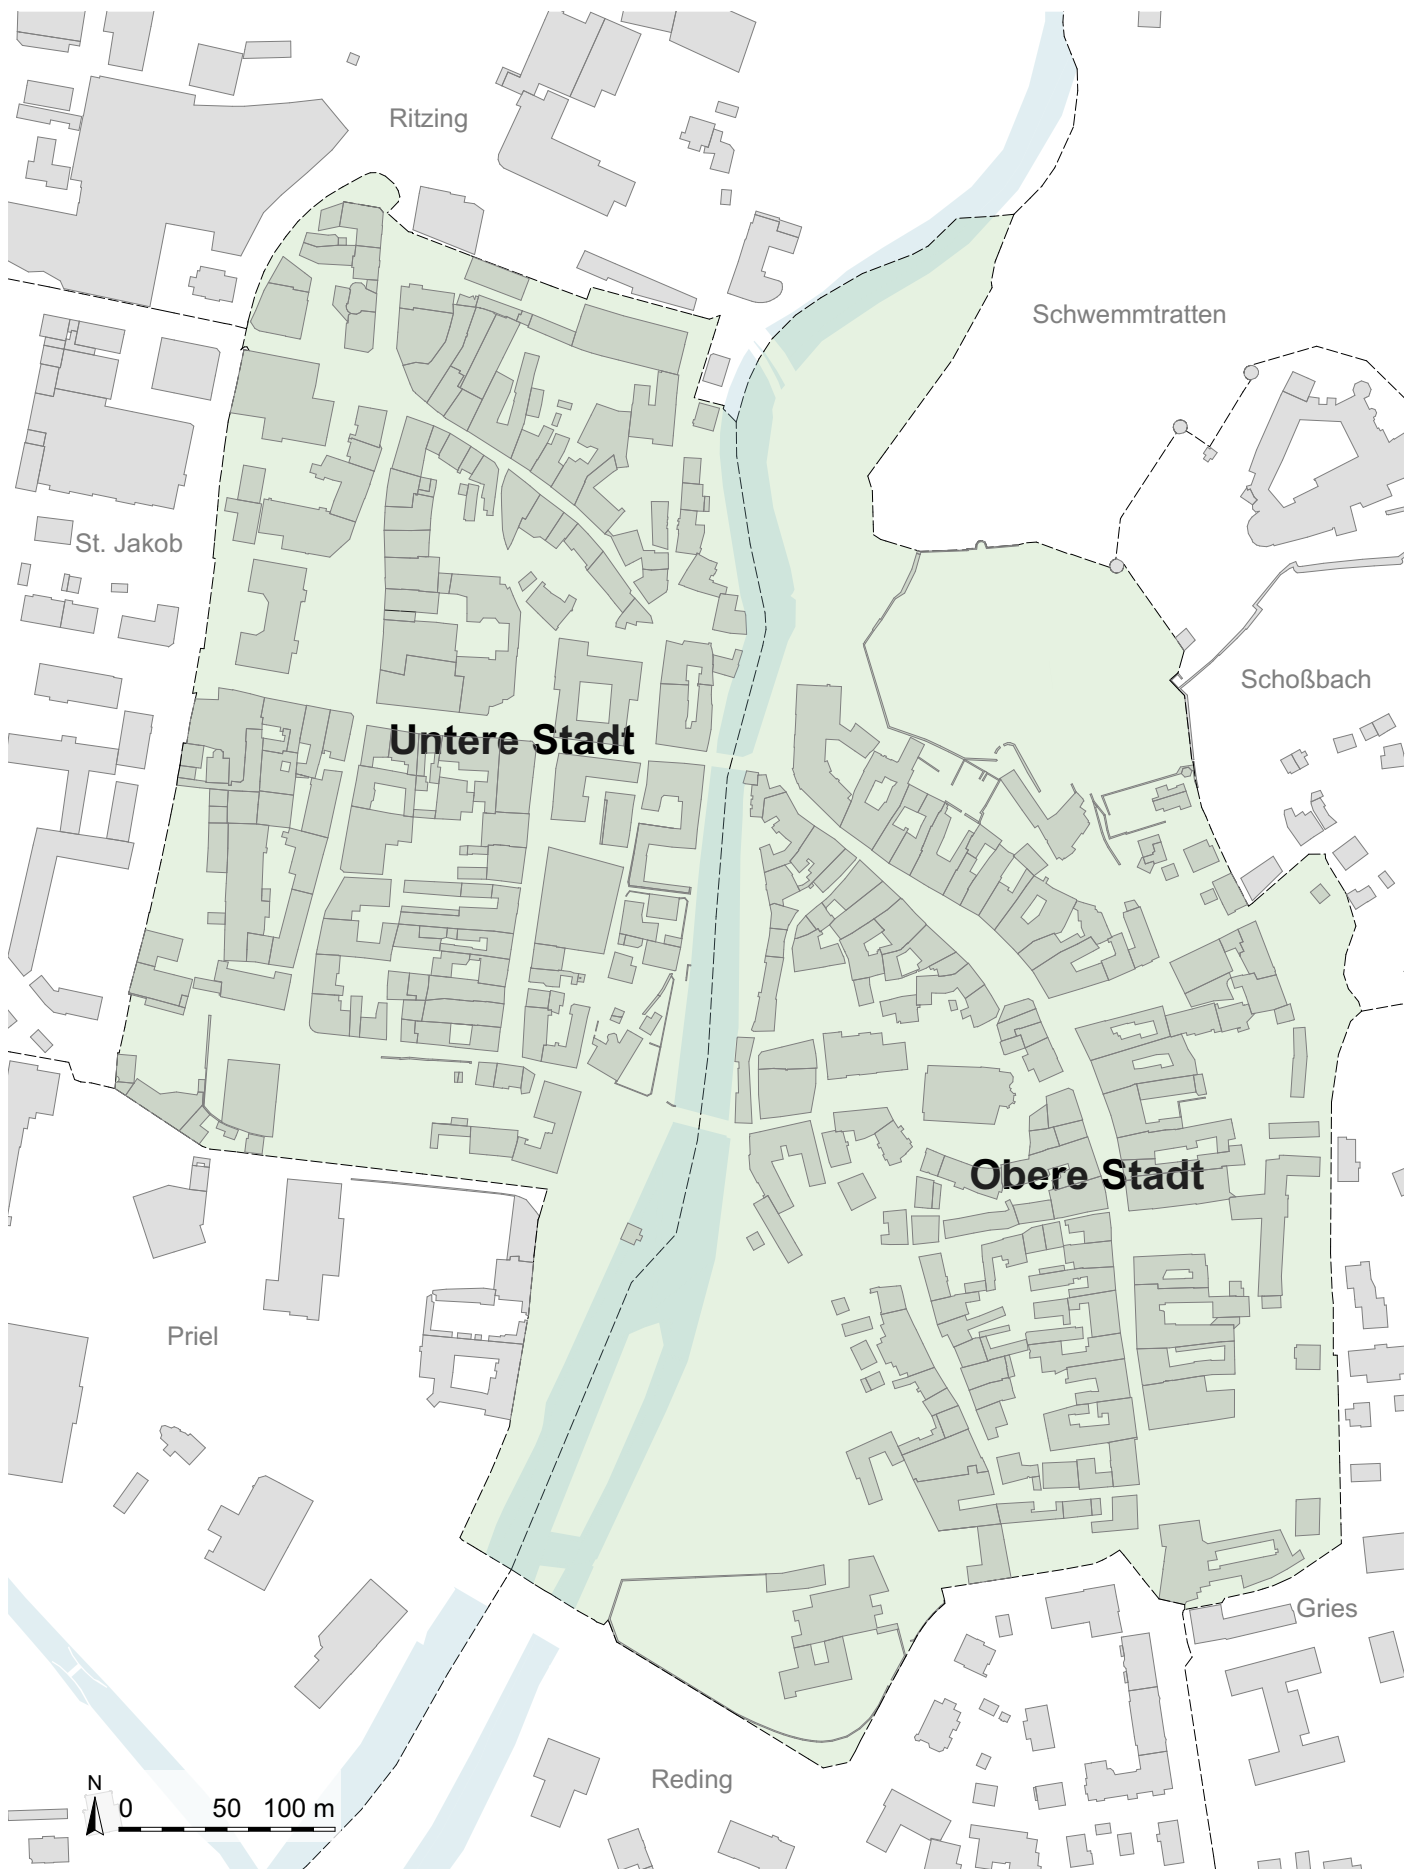 Ritzing
Schwemmtratten
St. Jakob
Schoßbach
Untere Stadt
Obere Stadt
Priel
Gries
Reding
N
0 50 100 m